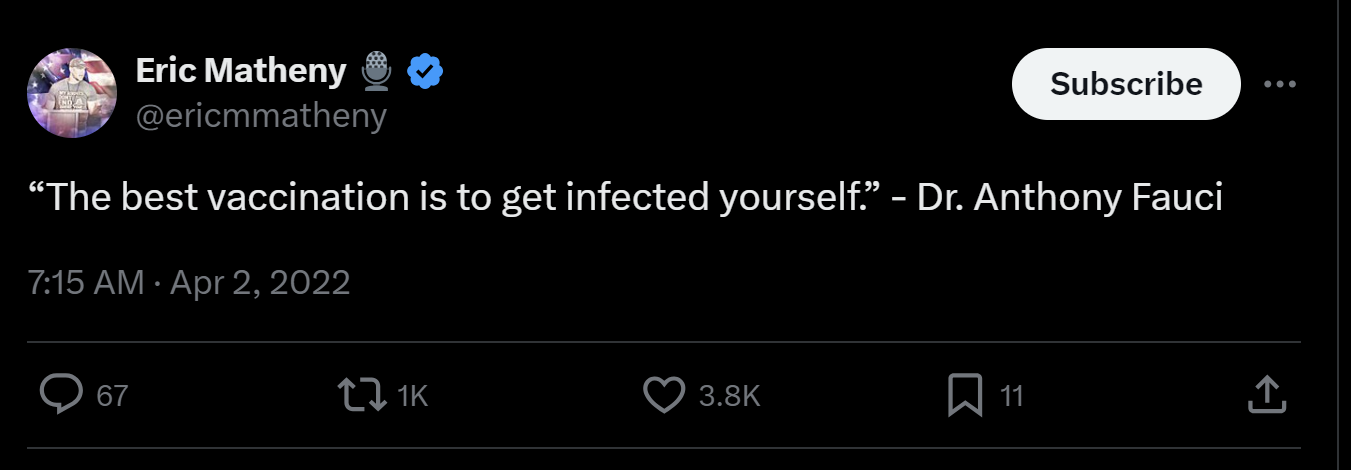 Eric Matheny
@ericmmatheny
Subscribe
“The best vaccination is to get infected yourself.” - Dr. Anthony Fauci
7:15 AM · Apr 2, 2022
67
1K
3.8K
11